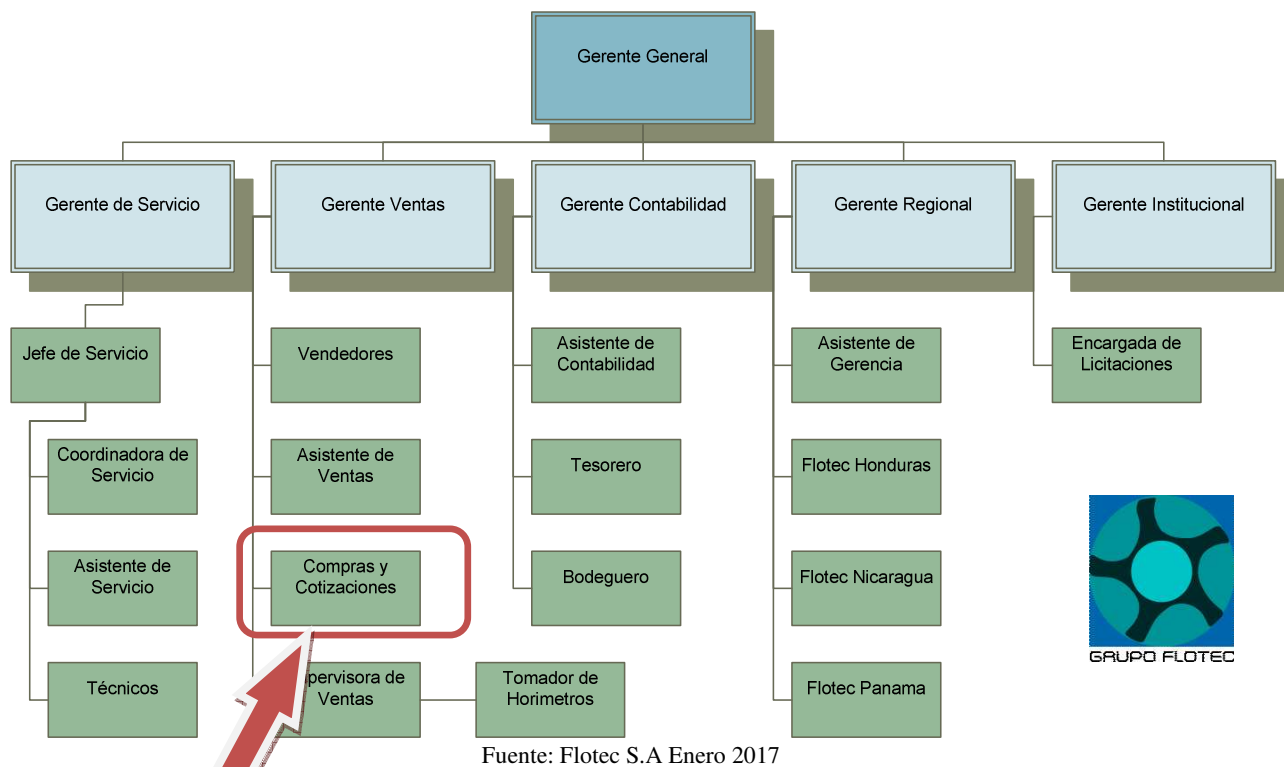 Gerente General
Gerente de Servicio
Gerente Ventas
Gerente Contabilidad
Gerente Regional
Gerente Institucional
Jefe de Servicio
Vendedores
Asistente de
Contabilidad
Asistente de
Gerencia
Encargada de
Licitaciones
Coordinadora de
Servicio
Asistente de
Ventas
Tesorero
Flotec Honduras
Asistente de
Servicio
Compras y
Cotizaciones
Bodeguero
Flotec Nicaragua
GRUPO FLOTEC
Técnicos
pervisora de
Ventas
Tomador de
Horimetros
Flotec Panama
Fuente: Flotec S.A Enero 2017